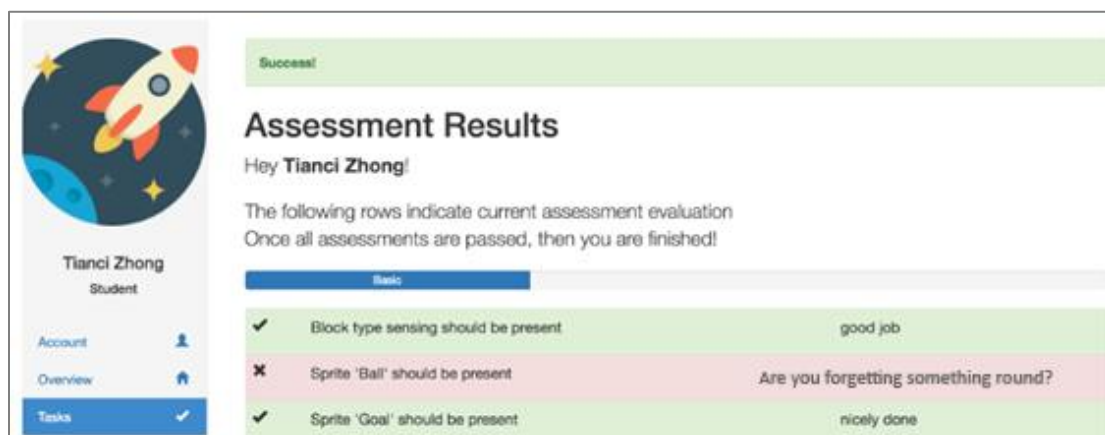 Success!
Assessment Results
Hey Tianci Zhong!
The following rows indicate current assessment evaluation
Once all assessments are passed, then you are finished!
Tianci Zhong
Student
Basic
Block type sensing should be present good job
Account
Sprite 'Ball' should be present Are you forgetting something round?
Overview
Sprite 'Goal' should be present nicely done
Tasks